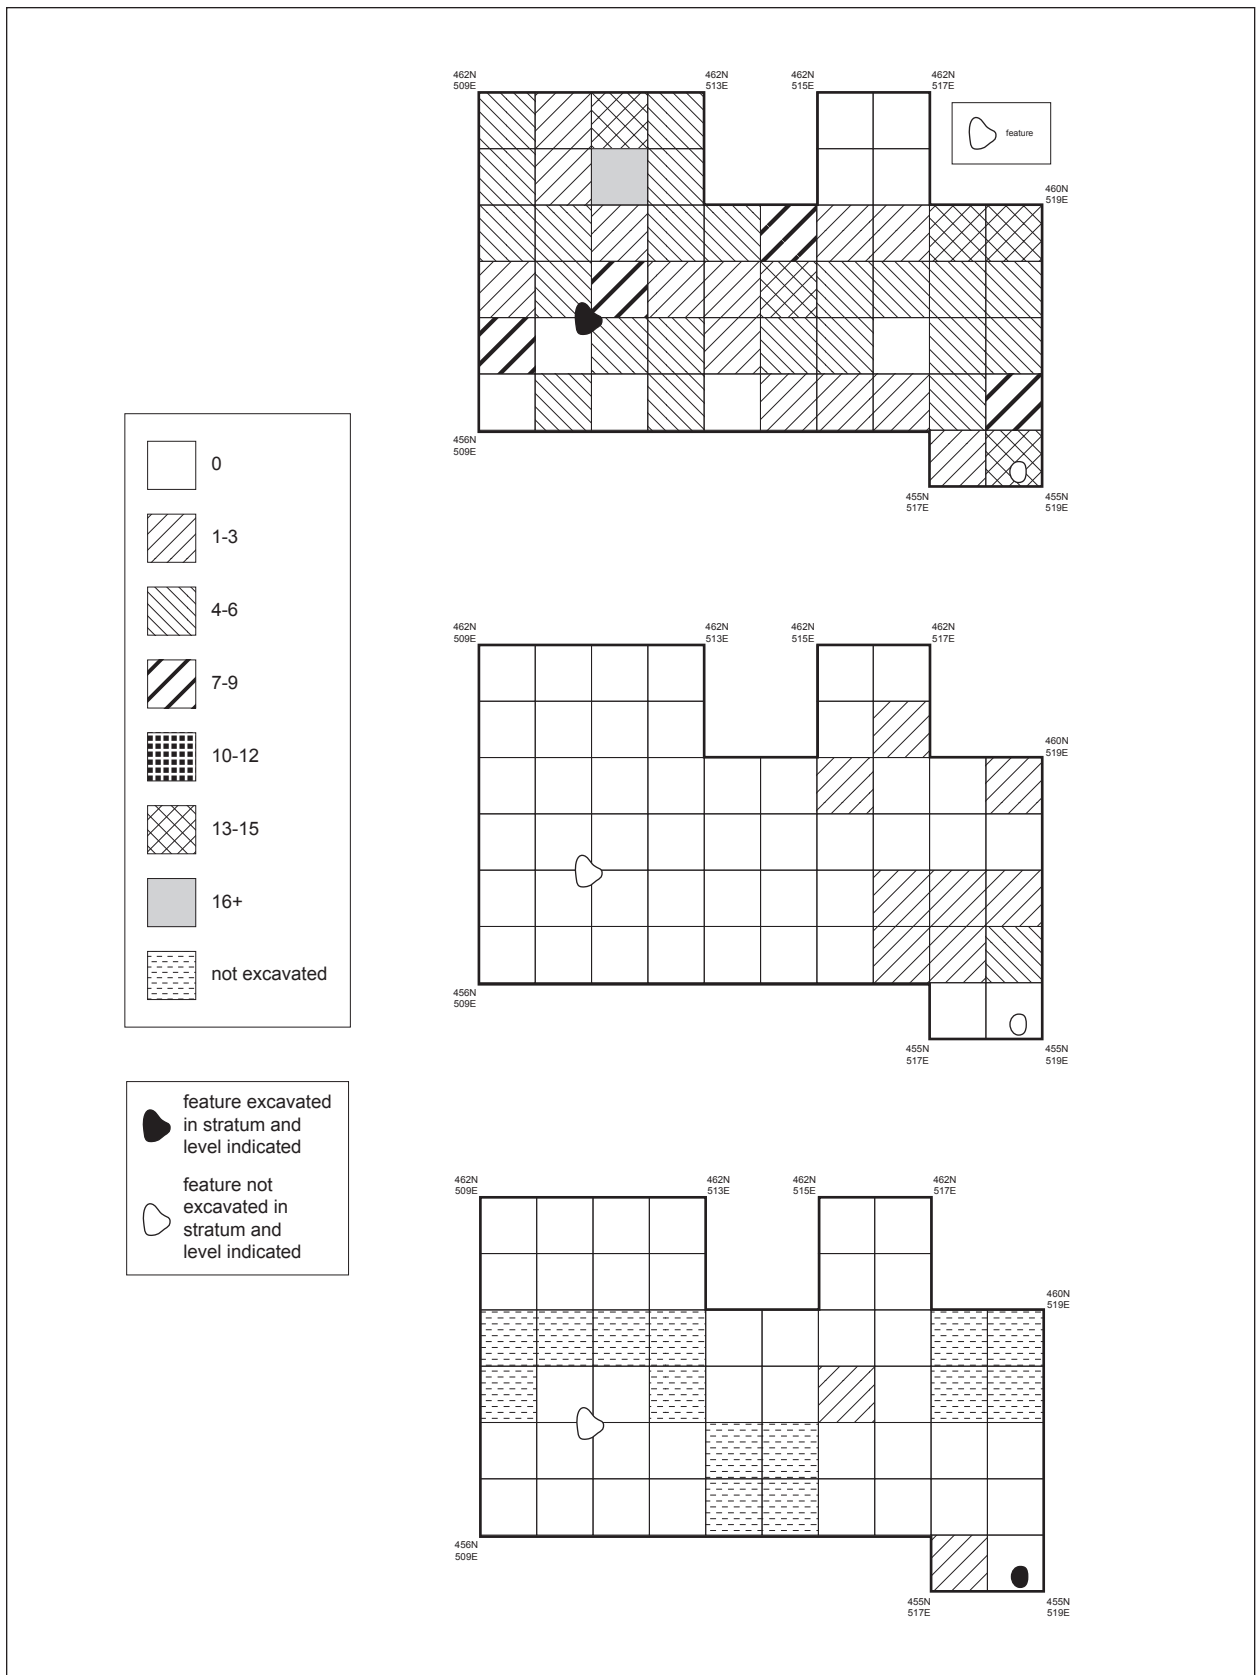 462N
509E
462N
513E
462N
515E
462N
517E
feature
460N
519E
456N
509E
455N
517E
455N
519E
0
1-3
4-6
7-9
10-12
13-15
16+
not excavated
feature excavated
in stratum and
level indicated
feature not
excavated in
stratum and
level indicated
462N
509E
462N
513E
462N
515E
462N
517E
460N
519E
456N
509E
455N
517E
455N
519E
462N
509E
462N
513E
462N
515E
462N
517E
460N
519E
456N
509E
455N
517E
455N
519E